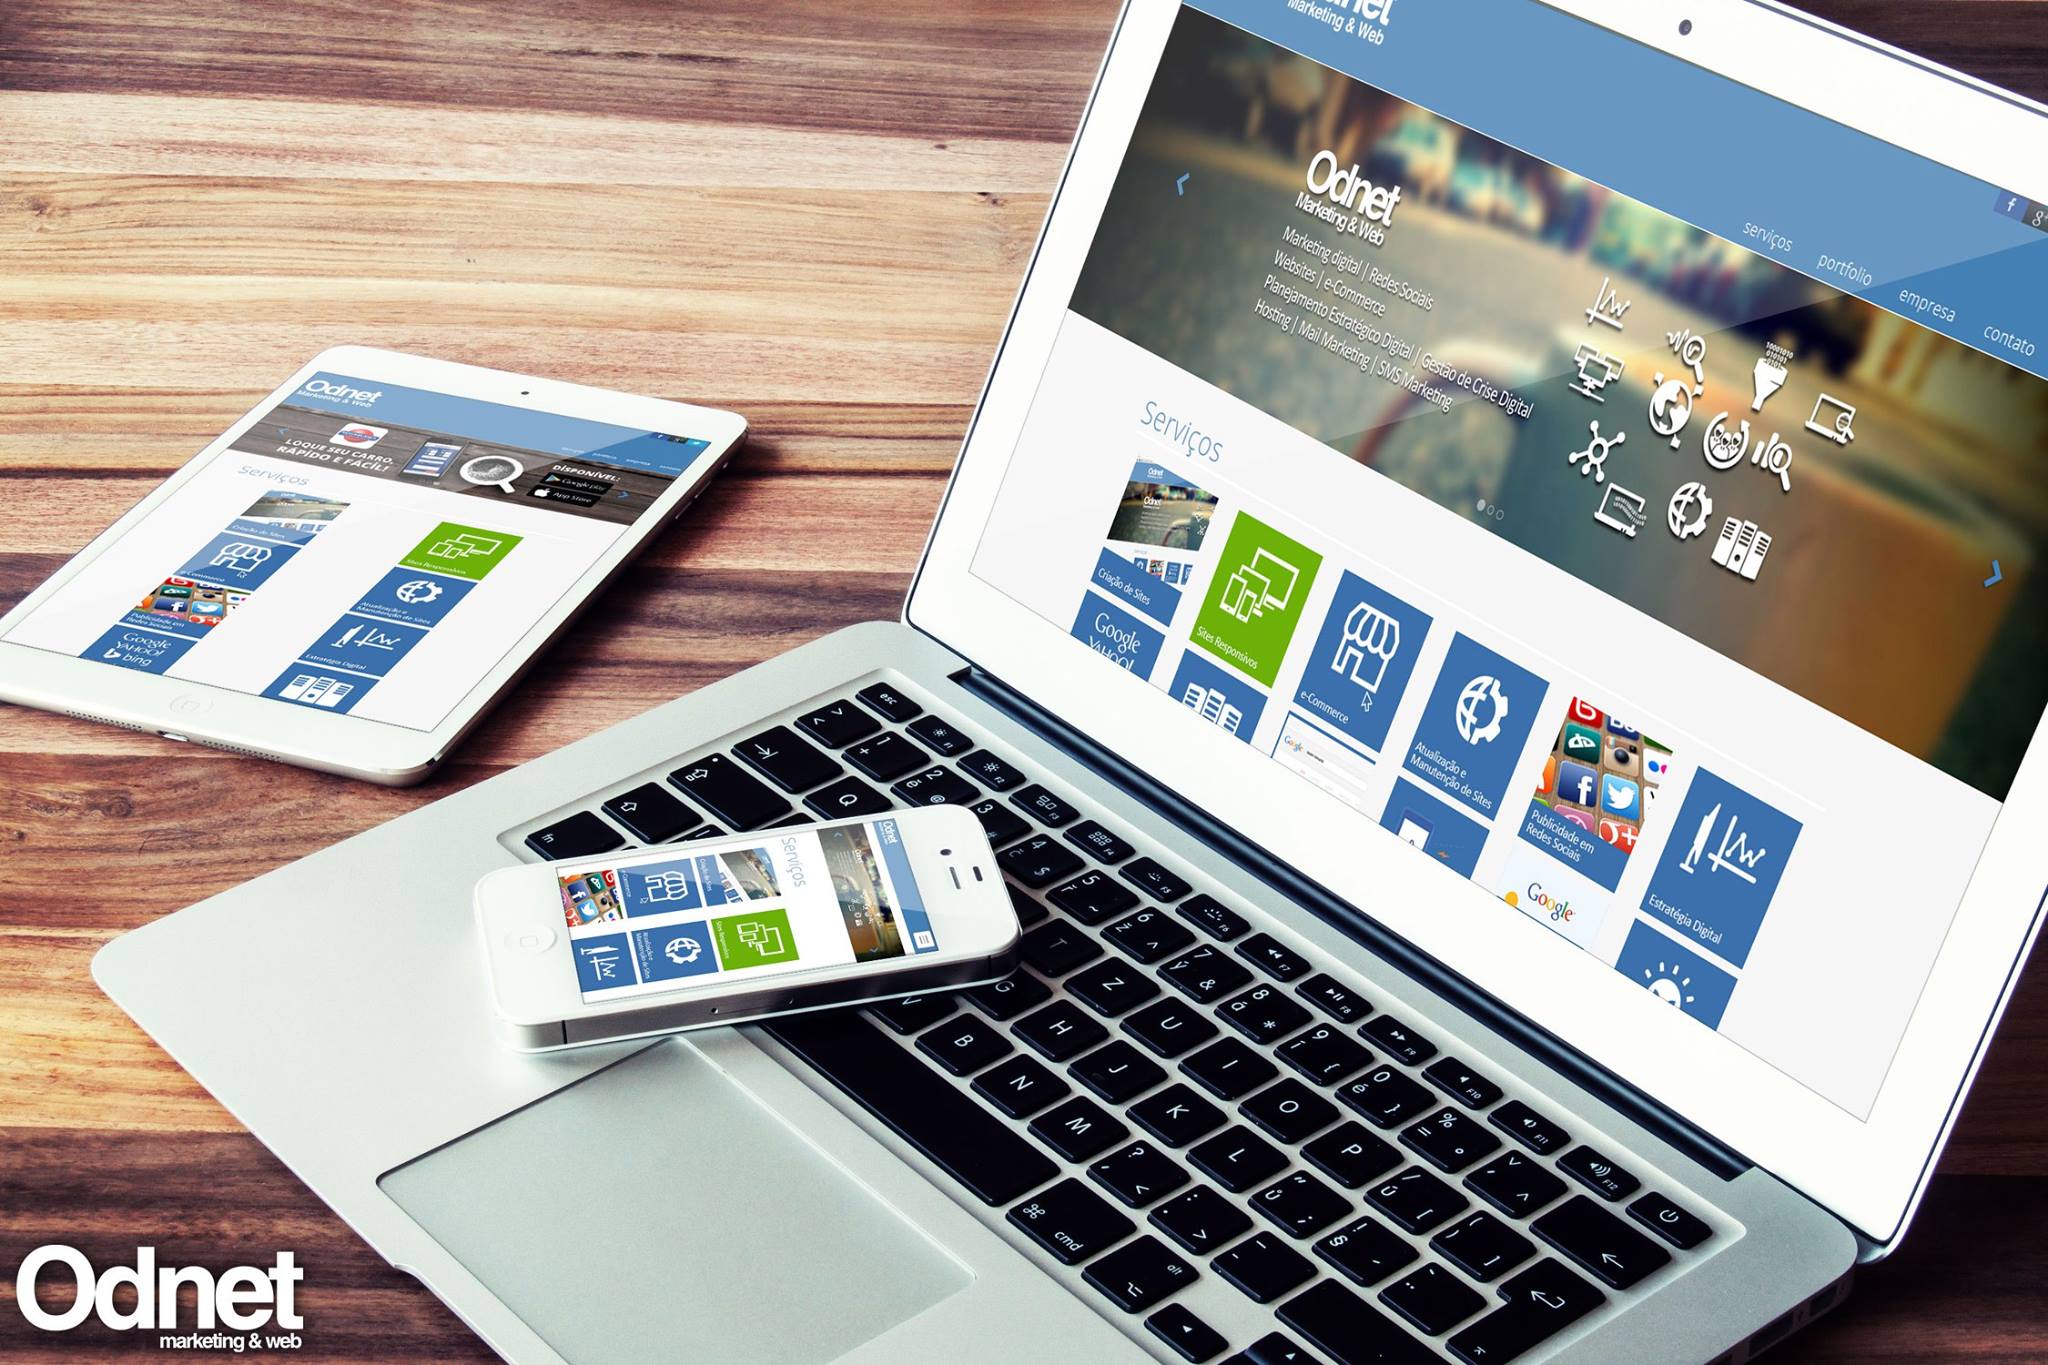 Odnet
Marketing & Web
LOQUE SEU CARRO,
RÁPIDO E FÁCIL!
DISPONÍVEL:
Google play
App Store
Serviços
Criação de Sites
e-Commerce
Sites Responsivos
Atualização e
Manutenção de Sites
Publicidade em
Redes Sociais
Estratégia Digital
Google
YAHOO!
bing
Marketing & Web
serviços
portfolio
empresa
contato
Odnet
Marketing & Web
Marketing digital | Redes Sociais
Websites | e-Commerce
Planejamento Estratégico Digital | Gestão de Crise Digital
Hosting | Mail Marketing | SMS Marketing
Serviços
Criação de Sites
Sites Responsivos
e-Commerce
Atualização e
Manutenção de Sites
Publicidade em
Redes Sociais
Estratégia Digital
Google
YAHOO!
Google
Google
Odnet
Serviços
Criação de Sites
Sites Responsivos
e-Commerce
Atualização e
Manutenção de Sites
esc
fn
Q
T
G
Z
H
B
U
J
N
I
K
M
O
L
P
cmd
alt
Odnet
marketing & web